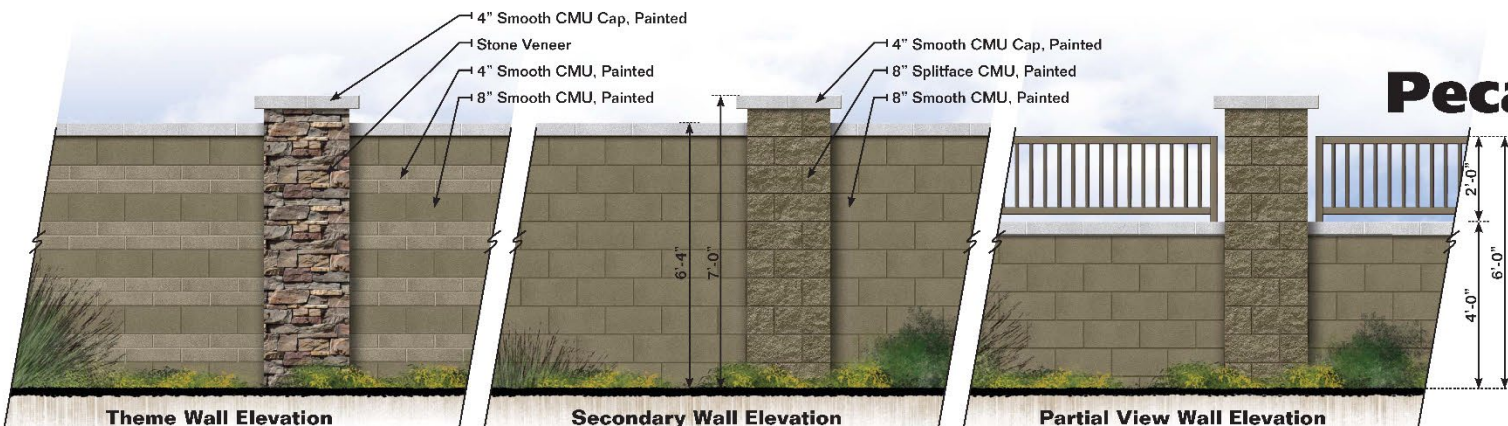 4” Smooth CMU Cap, Painted
Stone Veneer
4” Smooth CMU, Painted
8” Smooth CMU, Painted
4” Smooth CMU Cap, Painted
8” Splitface CMU, Painted
8” Smooth CMU, Painted
6’-4”
7’-0”
2’-0”
4’-0”
6’-0”
Theme Wall Elevation
Secondary Wall Elevation
Partial View Wall Elevation